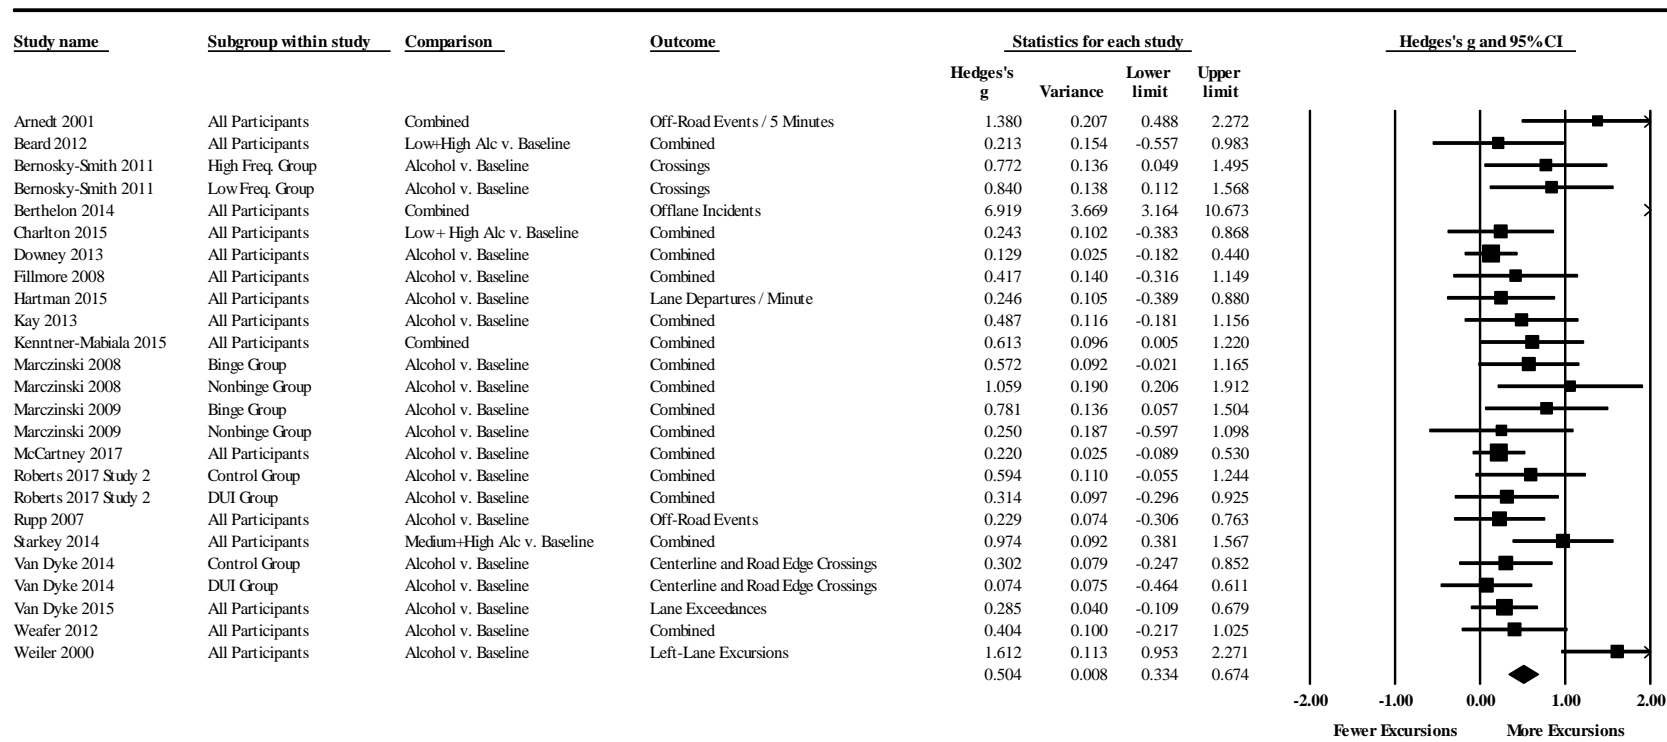 Study name Subgroup within study Comparison Outcome Statistics for each study Hedges's g and 95% CI
Hedges's g Variance Lower limit Upper limit
Arnedt 2001 All Participants Combined Off-Road Events / 5 Minutes 1.380 0.207 0.488 2.272
Beard 2012 All Participants Low+High Alc v. Baseline Combined 0.213 0.154 -0.557 0.983
Bernosky-Smith 2011 High Freq. Group Alcohol v. Baseline Crossings 0.772 0.136 0.049 1.495
Bernosky-Smith 2011 Low Freq. Group Alcohol v. Baseline Crossings 0.840 0.138 0.112 1.568
Berthelon 2014 All Participants Combined Offlane Incidents 6.919 3.669 3.164 10.673
Charlton 2015 All Participants Low+ High Alc v. Baseline Combined 0.243 0.102 -0.383 0.868
Downey 2013 All Participants Alcohol v. Baseline Combined 0.129 0.025 -0.182 0.440
Fillmore 2008 All Participants Alcohol v. Baseline Combined 0.417 0.140 -0.316 1.149
Hartman 2015 All Participants Alcohol v. Baseline Lane Departures / Minute 0.246 0.105 -0.389 0.880
Kay 2013 All Participants Alcohol v. Baseline Combined 0.487 0.116 -0.181 1.156
Kenntner-Mabiala 2015 All Participants Combined Combined 0.613 0.096 0.005 1.220
Marczinski 2008 Binge Group Alcohol v. Baseline Combined 0.572 0.092 -0.021 1.165
Marczinski 2008 Nonbinge Group Alcohol v. Baseline Combined 1.059 0.190 0.206 1.912
Marczinski 2009 Binge Group Alcohol v. Baseline Combined 0.781 0.136 0.057 1.504
Marczinski 2009 Nonbinge Group Alcohol v. Baseline Combined 0.250 0.187 -0.597 1.098
McCartney 2017 All Participants Alcohol v. Baseline Combined 0.220 0.025 -0.089 0.530
Roberts 2017 Study 2 Control Group Alcohol v. Baseline Combined 0.594 0.110 -0.055 1.244
Roberts 2017 Study 2 DUI Group Alcohol v. Baseline Combined 0.314 0.097 -0.296 0.925
Rupp 2007 All Participants Alcohol v. Baseline Off-Road Events 0.229 0.074 -0.306 0.763
Starkey 2014 All Participants Medium+High Alc v. Baseline Combined 0.974 0.092 0.381 1.567
Van Dyke 2014 Control Group Alcohol v. Baseline Centerline and Road Edge Crossings 0.302 0.079 -0.247 0.852
Van Dyke 2014 DUI Group Alcohol v. Baseline Centerline and Road Edge Crossings 0.074 0.075 -0.464 0.611
Van Dyke 2015 All Participants Alcohol v. Baseline Lane Exceedances 0.285 0.040 -0.109 0.679
Weafer 2012 All Participants Alcohol v. Baseline Combined 0.404 0.100 -0.217 1.025
Weiler 2000 All Participants Alcohol v. Baseline Left-Lane Excursions 1.612 0.113 0.953 2.271
0.504 0.008 0.334 0.674
-2.00 -1.00 0.00 1.00 2.00
Fewer Excursions More Excursions